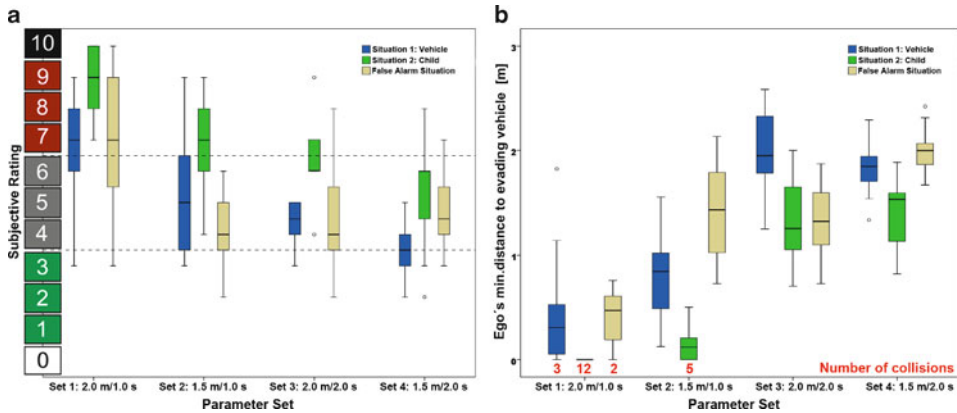 a
10
9
8
7
6
5
4
3
2
1
0
Subjective Rating
Situation 1: Vehicle
Situation 2: Child
False Alarm Situation
Set 1: 2.0 m/1.0 s
Set 2: 1.5 m/1.0 s
Set 3: 2.0 m/2.0 s
Set 4: 1.5 m/2.0 s
Parameter Set
b
3
2
1
0
Ego´s min.distance to evading vehicle [m]
Situation 1: Vehicle
Situation 2: Child
False Alarm Situation
3
12
2
5
Number of collisions
Set 1: 2.0 m/1.0 s
Set 2: 1.5 m/1.0 s
Set 3: 2.0 m/2.0 s
Set 4: 1.5 m/2.0 s
Parameter Set